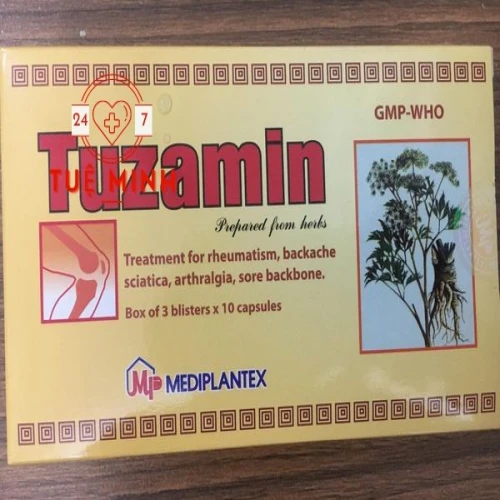 GMP-WHO
24 7
TUỆ MINH
Tuzamin
Prepared from herbs
Treatment for rheumatism, backache
sciatica, arthralgia, sore backbone.
Box of 3 blisters x 10 capsules
MP MEDIPLANTEX